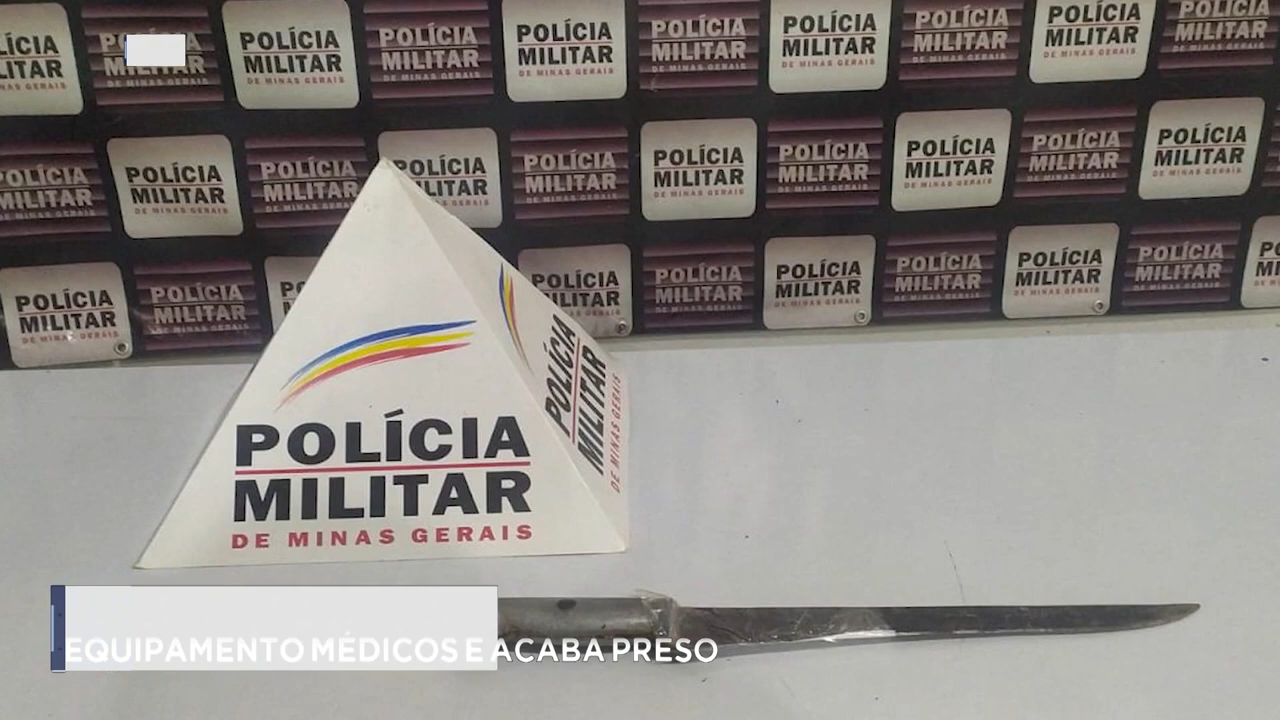 POLÍCIA MILITAR DE MINAS GERAIS
POLÍCIA
MILITAR
DE MINAS GERAIS
POLÍCIA
MILITAR
DE MINAS GERAIS
EQUIPAMENTO MÉDICOS E ACABA PRESO